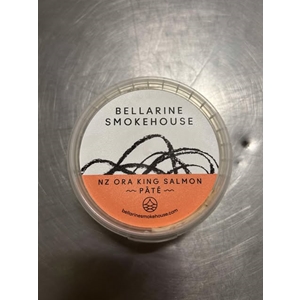 BELLARINE
SMOKEHOUSE
NZ ORA KING SALMON
PÂTÉ
bellarinesmokehouse.com